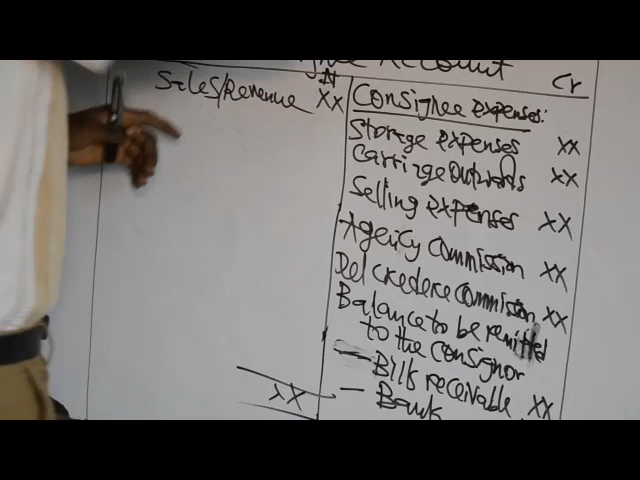 Account
Cr
₦
Sales/Revenue XX
Consignee expenses:
Storage expenses XX
Carriage Outwards XX
Selling expenses XX
Agency Commission XX
Del credere Commission XX
Balance to be remitted
to the consignor
— Bills receivable XX
— Bank
XX